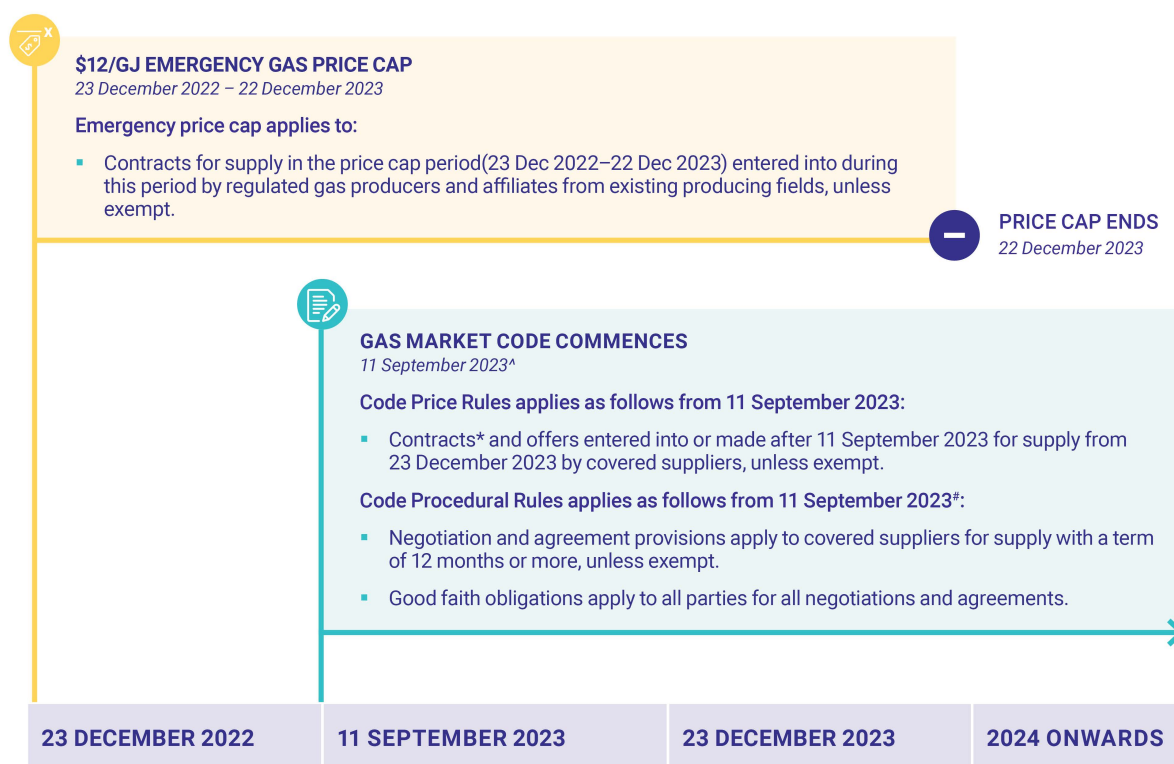 $12/GJ EMERGENCY GAS PRICE CAP
23 December 2022 – 22 December 2023
Emergency price cap applies to:
▪ Contracts for supply in the price cap period(23 Dec 2022–22 Dec 2023) entered into during
this period by regulated gas producers and affiliates from existing producing fields, unless
exempt.
PRICE CAP ENDS
22 December 2023
GAS MARKET CODE COMMENCES
11 September 2023^
Code Price Rules applies as follows from 11 September 2023:
▪ Contracts* and offers entered into or made after 11 September 2023 for supply from
23 December 2023 by covered suppliers, unless exempt.
Code Procedural Rules applies as follows from 11 September 2023#:
▪ Negotiation and agreement provisions apply to covered suppliers for supply with a term
of 12 months or more, unless exempt.
▪ Good faith obligations apply to all parties for all negotiations and agreements.
23 DECEMBER 2022
11 SEPTEMBER 2023
23 DECEMBER 2023
2024 ONWARDS